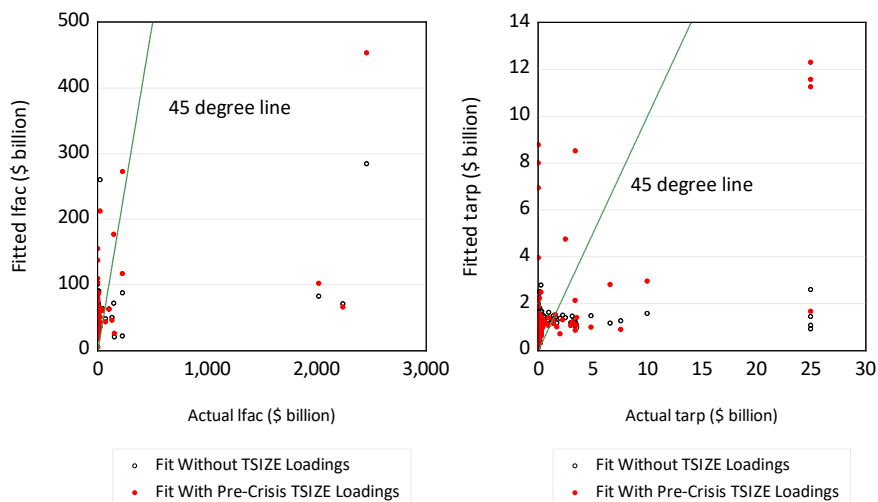 500
400
300
200
100
0
Fitted lfac ($ billion)
45 degree line
0
1,000
2,000
3,000
Actual lfac ($ billion)
Fit Without TSIZE Loadings
Fit With Pre-Crisis TSIZE Loadings
14
12
10
8
6
4
2
0
Fitted tarp ($ billion)
45 degree line
0
5
10
15
20
25
30
Actual tarp ($ billion)
Fit Without TSIZE Loadings
Fit With Pre-Crisis TSIZE Loadings